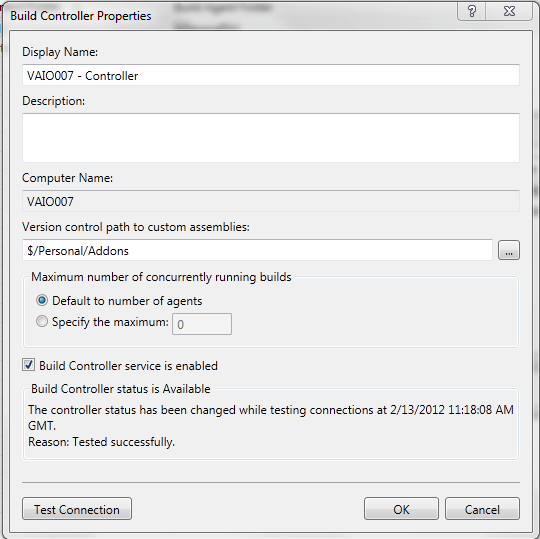 Build Controller Properties
Display Name:
VAIO007 - Controller
Description:
Computer Name:
VAIO007
Version control path to custom assemblies:
$/Personal/Addons
...
Maximum number of concurrently running builds
Default to number of agents
Specify the maximum: 0
Build Controller service is enabled
Build Controller status is Available
The controller status has been changed while testing connections at 2/13/2012 11:18:08 AM
GMT.
Reason: Tested successfully.
Test Connection OK Cancel